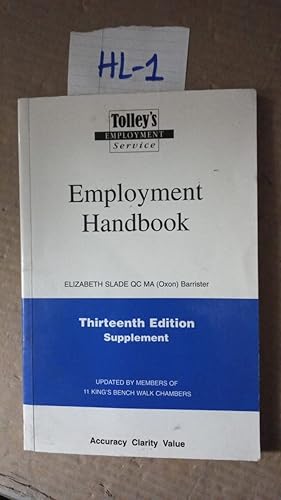 HL-1
Tolley's
EMPLOYMENT
Service
Employment
Handbook
ELIZABETH SLADE QC MA (Oxon) Barrister
Thirteenth Edition
Supplement
UPDATED BY MEMBERS OF
11 KING'S BENCH WALK CHAMBERS
Accuracy Clarity Value